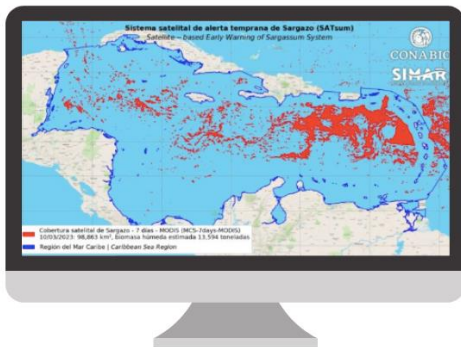 Sistema satelital de alerta temprana de Sargazo (SATsum)
Satellite - based Early Warning of Sargassum System
CONABIO
SIMAR
Cobertura satelital de Sargazo - 7 días - MODIS (MCS-7days-MODIS)
10/03/2023: 98,863 km², Biomasa húmeda estimada 13,594 toneladas
Región del Mar Caribe | Caribbean Sea Region